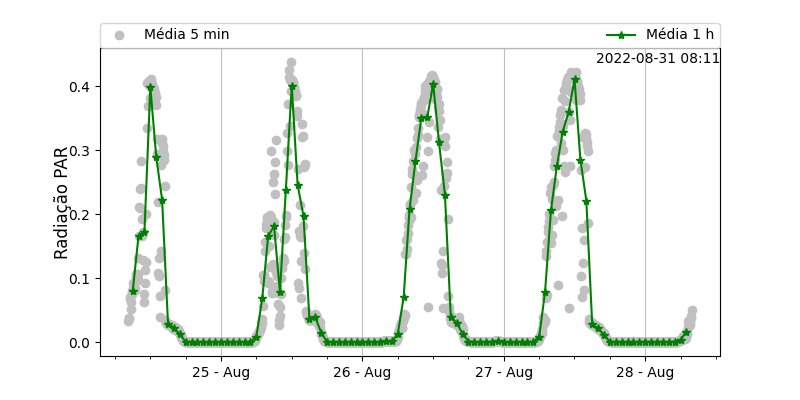 Média 5 min
Média 1 h
2022-08-31 08:11
Radiação PAR
0.4
0.3
0.2
0.1
0.0
25 - Aug
26 - Aug
27 - Aug
28 - Aug